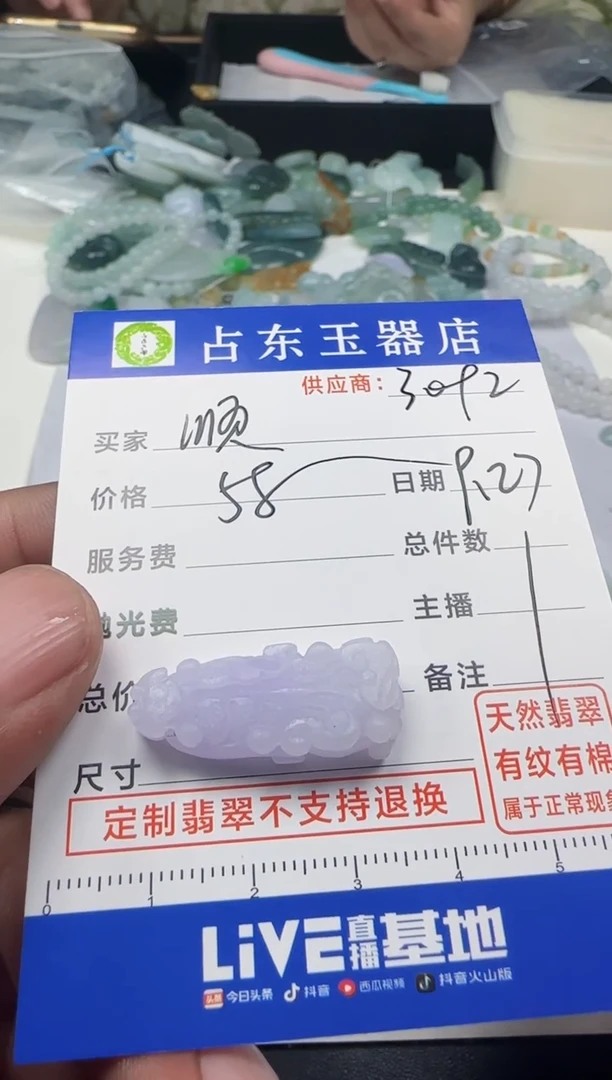 占东玉器店
供应商: 3092
买家 顺
价格 58 日期 9.27
服务费 总件数
抛光费 主播
总价 备注
尺寸
天然翡翠
有纹有棉
属于正常现象
定制翡翠不支持退换
0 1 2 3 4 5
LiVE直播基地
头条 今日头条 抖音 西瓜视频 抖音火山版